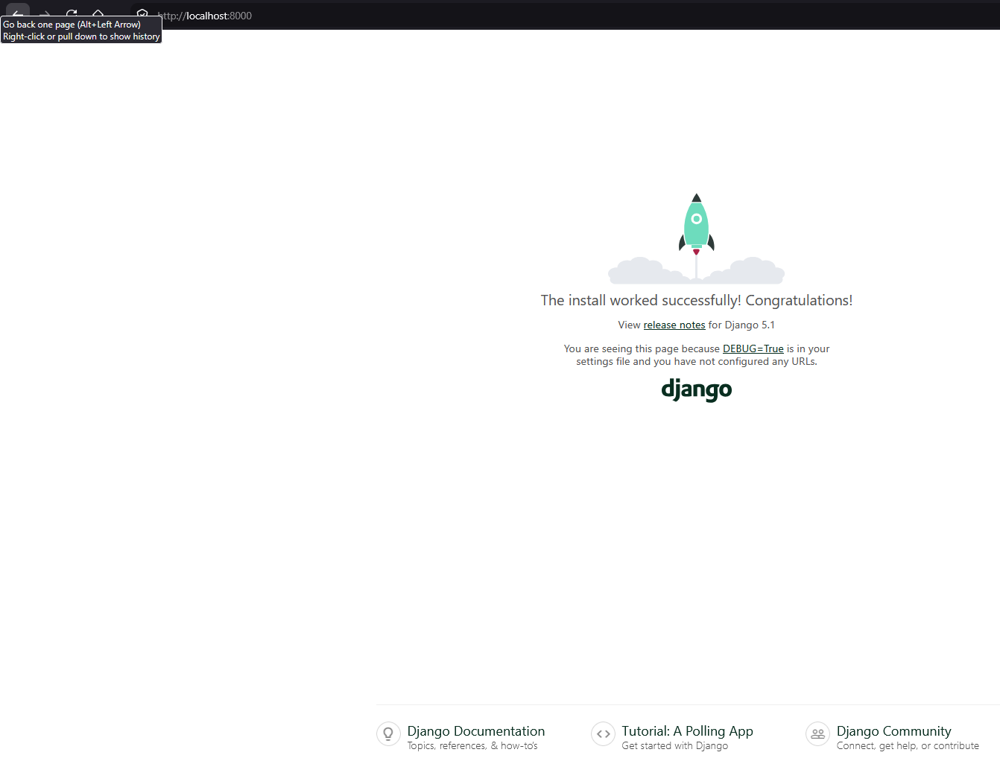 http://localhost:8000
Go back one page (Alt+Left Arrow)
Right-click or pull down to show history
The install worked successfully! Congratulations!
View release notes for Django 5.1
You are seeing this page because DEBUG=True is in your
settings file and you have not configured any URLs.
django
Django Documentation
Topics, references, & how-to's
Tutorial: A Polling App
Get started with Django
Django Community
Connect, get help, or contribute